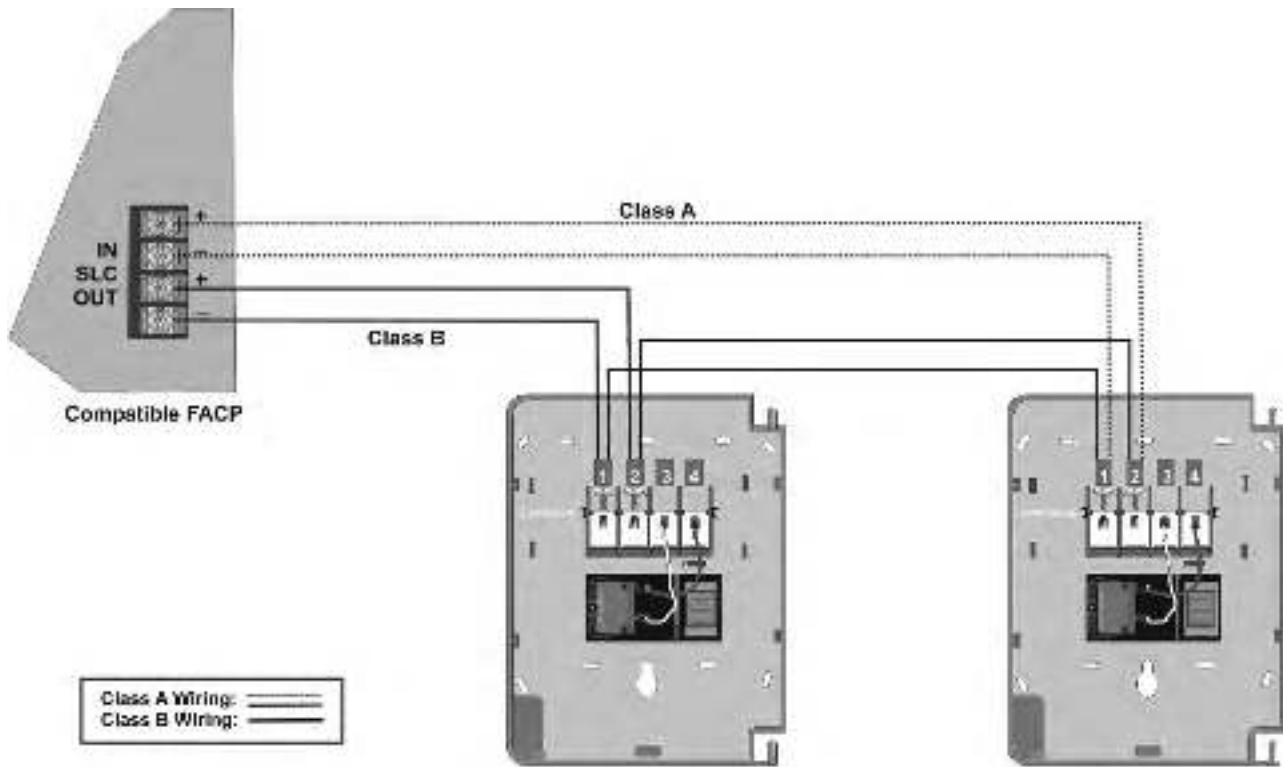 +
Class A
IN
−
SLC
+
OUT
−
Class B
Compatible FACP
1 2 3 4
1 2 3 4
Class A Wiring:
Class B Wiring: